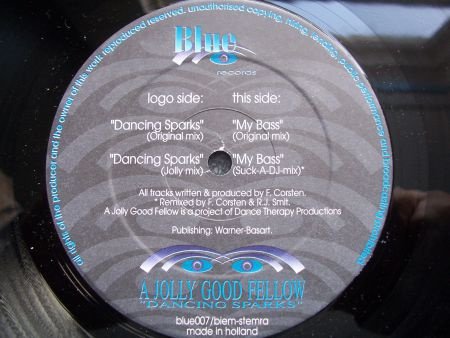 all rights of the producer and the owner of this work reproduced reserved. unauthorised copying, hiring, lending, public performance and broadcasting prohibited
Blue
records
logo side: this side:
"Dancing Sparks" "My Bass"
(Original mix) (Original mix)
"Dancing Sparks" "My Bass"
(Jolly mix) (Suck-A-DJ-mix)*
All tracks written & produced by F. Corsten.
* Remixed by F. Corsten & R.J. Smit.
A Jolly Good Fellow is a project of Dance Therapy Productions
Publishing: Warner-Basart.
A JOLLY GOOD FELLOW
"DANCING SPARKS"
blue007/biem-stemra
made in holland